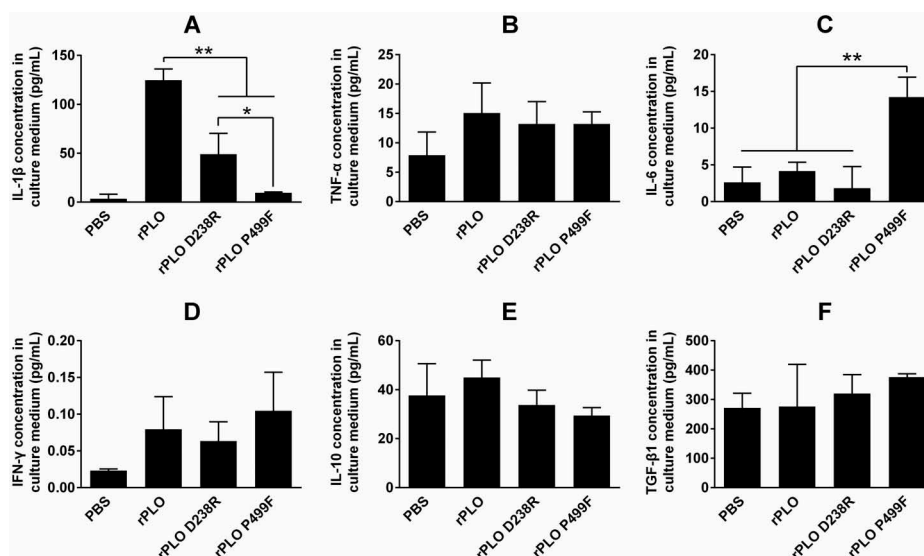 A
IL-1β concentration in
culture medium (pg/mL)
150
100
50
0
**
*
PBS
rPLO
rPLO D238R
rPLO P499F
B
TNF-α concentration in
culture medium (pg/mL)
25
20
15
10
5
0
PBS
rPLO
rPLO D238R
rPLO P499F
C
IL-6 concentration in
culture medium (pg/mL)
20
15
10
5
0
**
PBS
rPLO
rPLO D238R
rPLO P499F
D
IFN-γ concentration in
culture medium (pg/mL)
0.20
0.15
0.10
0.05
0.00
PBS
rPLO
rPLO D238R
rPLO P499F
E
IL-10 concentration in
culture medium (pg/mL)
60
40
20
0
PBS
rPLO
rPLO D238R
rPLO P499F
F
TGF-β1 concentration in
culture medium (pg/mL)
500
400
300
200
100
0
PBS
rPLO
rPLO D238R
rPLO P499F